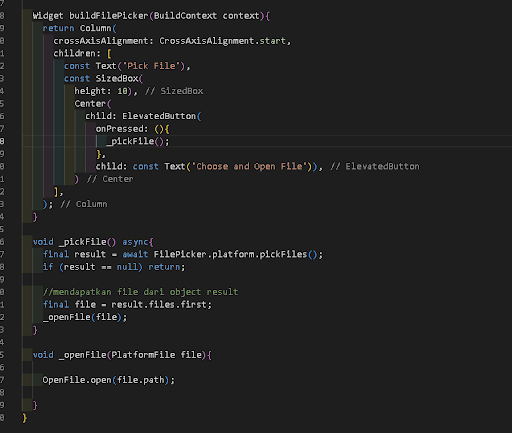 Widget buildFilePicker(BuildContext context){
return Column(
crossAxisAlignment: CrossAxisAlignment.start,
children: [
const Text('Pick File'),
const SizedBox(
height: 10), // SizedBox
Center(
child: ElevatedButton(
onPressed: (){
_pickFile();
},
child: const Text('Choose and Open File')), // ElevatedButton
) // Center
],
); // Column
}
void _pickFile() async{
final result = await FilePicker.platform.pickFiles();
if (result == null) return;
//mendapatkan file dari object result
final file = result.files.first;
_openFile(file);
}
void _openFile(PlatformFile file){
OpenFile.open(file.path);
}
}